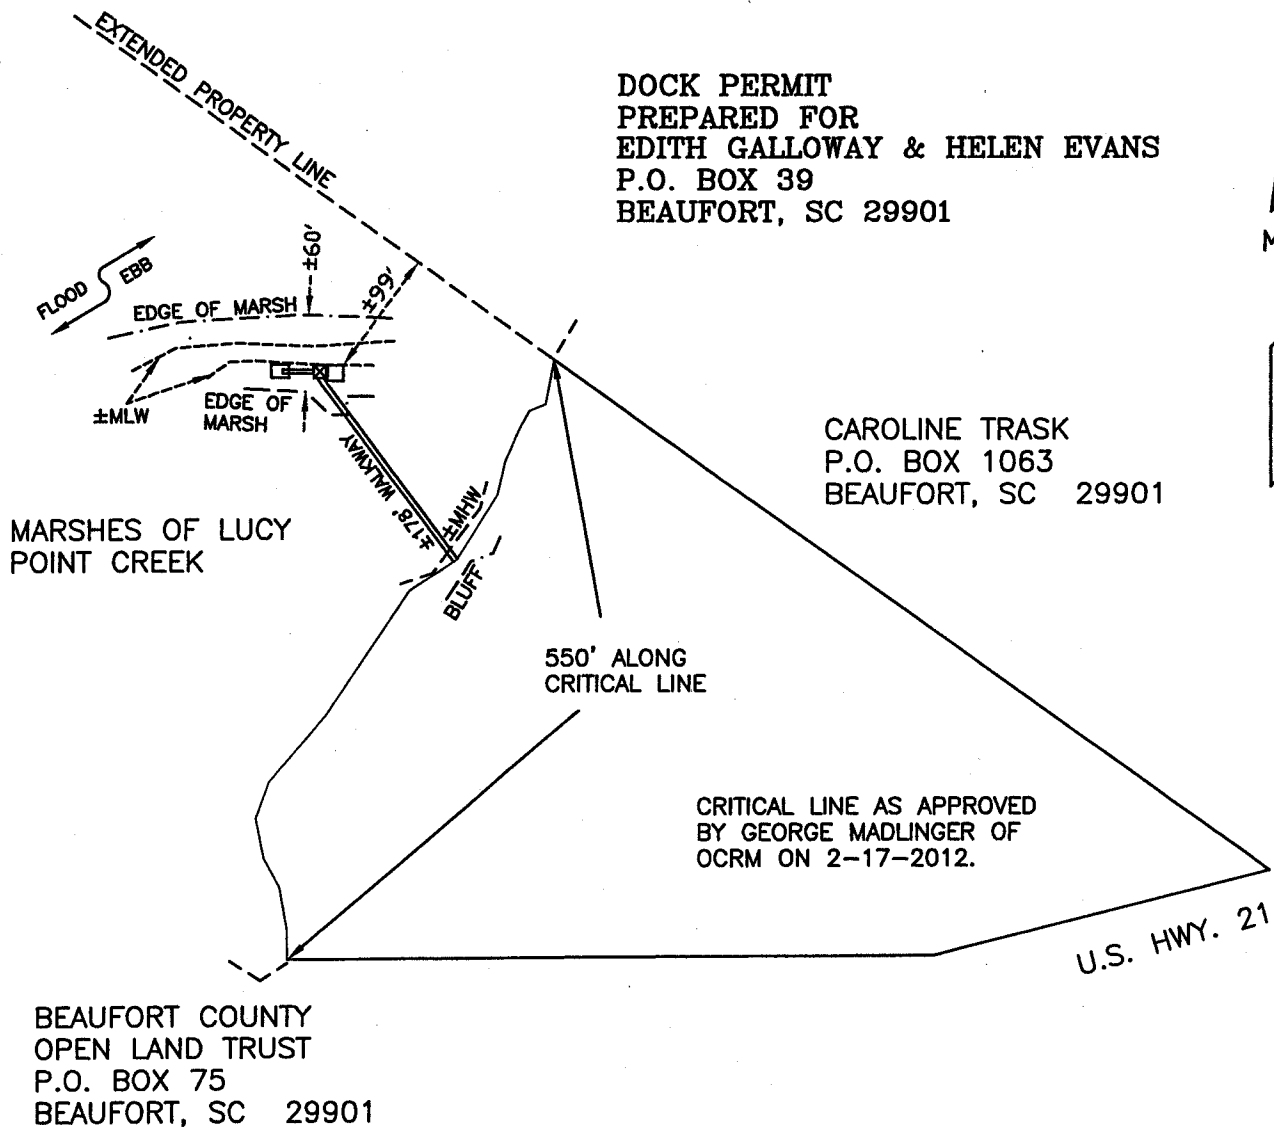 EXTENDED PROPERTY LINE
DOCK PERMIT
PREPARED FOR
EDITH GALLOWAY & HELEN EVANS
P.O. BOX 39
BEAUFORT, SC 29901
M
±60'
±99'
FLOOD
EBB
EDGE OF MARSH
±MLW
EDGE OF
MARSH
±178' WALKWAY
±MHW
BLUFF
CAROLINE TRASK
P.O. BOX 1063
BEAUFORT, SC 29901
MARSHES OF LUCY
POINT CREEK
550' ALONG
CRITICAL LINE
CRITICAL LINE AS APPROVED
BY GEORGE MADLINGER OF
OCRM ON 2-17-2012.
U.S. HWY. 21
BEAUFORT COUNTY
OPEN LAND TRUST
P.O. BOX 75
BEAUFORT, SC 29901